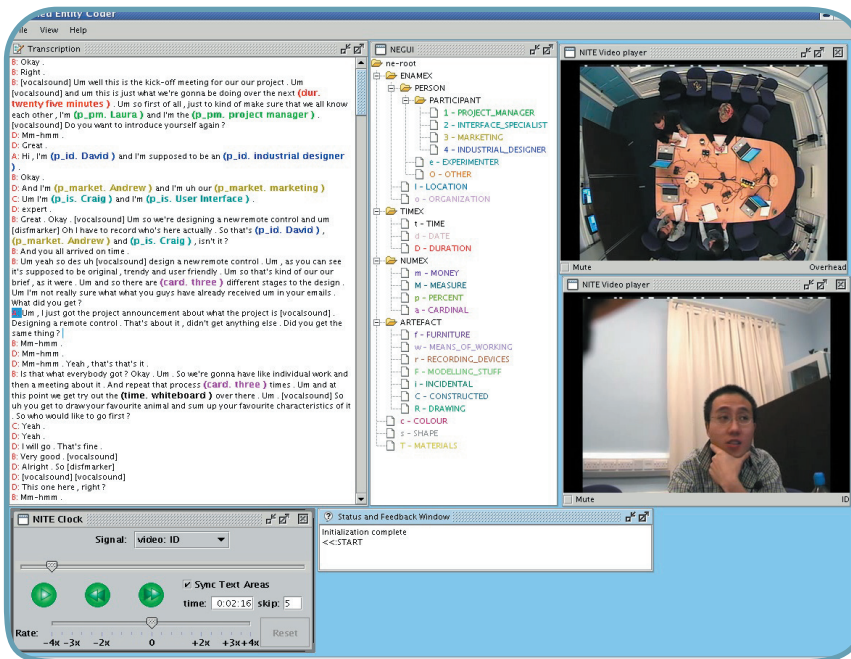 ed Entity Coder
ile View Help
Transcription
B: Okay .
B: Right .
B: [vocalsound] Um well this is the kick-off meeting for our our project . Um
[vocalsound] and um this is just what we're gonna be doing over the next (dur.
twenty five minutes ) . Um so first of all , just to kind of make sure that we all know
each other , I'm (p_pm. Laura ) and I'm the (p_pm. project manager ) .
[vocalsound] Do you want to introduce yourself again ?
D: Mm-hmm .
D: Great .
A: Hi , I'm (p_id. David ) and I'm supposed to be an (p_id. industrial designer
) .
B: Okay .
D: And I'm (p_market. Andrew ) and I'm uh our (p_market. marketing )
C: Um I'm (p_is. Craig ) and I'm (p_is. User Interface ) .
D: expert .
B: Great . Okay . [vocalsound] Um so we're designing a new remote control and um
[disfmarker] Oh I have to record who's here actually . So that's (p_id. David ) ,
(p_market. Andrew ) and (p_is. Craig ) , isn't it ?
B: And you all arrived on time .
B: Um yeah so des uh [vocalsound] design a new remote control . Um , as you can see
it's supposed to be original , trendy and user friendly . Um so that's kind of our our
brief , as it were . Um and so there are (card. three ) different stages to the design .
Um I'm not really sure what what you guys have already received um in your emails .
What did you get ?
Um , I just got the project announcement about what the project is [vocalsound] .
Designing a remote control . That's about it , didn't get anything else . Did you get the
same thing ?
B: Mm-hmm .
D: Mm-hmm .
D: Mm-hmm . Yeah , that's that's it .
B: Is that what everybody got ? Okay . Um . So we're gonna have like individual work and
then a meeting about it . And repeat that process (card. three ) times . Um and at
this point we get try out the (time. whiteboard ) over there . Um . [vocalsound] So
uh you get to draw your favourite animal and sum up your favourite characteristics of it
. So who would like to go first ?
C: Yeah .
D: Yeah .
D: I will go . That's fine .
B: Very good . [vocalsound]
D: Alright . So [disfmarker]
D: [vocalsound] [vocalsound]
D: This one here , right ?
B: Mm-hmm .
NEGUI
ne-root
ENAMEX
PERSON
PARTICIPANT
1 - PROJECT_MANAGER
2 - INTERFACE_SPECIALIST
3 - MARKETING
4 - INDUSTRIAL_DESIGNER
e - EXPERIMENTER
O - OTHER
l - LOCATION
o - ORGANIZATION
TIMEX
t - TIME
d - DATE
D - DURATION
NUMEX
m - MONEY
M - MEASURE
p - PERCENT
a - CARDINAL
ARTEFACT
f - FURNITURE
w - MEANS_OF_WORKING
r - RECORDING_DEVICES
F - MODELLING_STUFF
i - INCIDENTAL
C - CONSTRUCTED
R - DRAWING
c - COLOUR
s - SHAPE
T - MATERIALS
NITE Video player
Mute Overhead
NITE Video player
Mute ID
NITE Clock
Signal: video: ID
Sync Text Areas
time: 0:02:16 skip: 5
Rate:
-4x -3x -2x 0 +2x +3x +4x
Reset
Status and Feedback Window
Initialization complete
<<:START